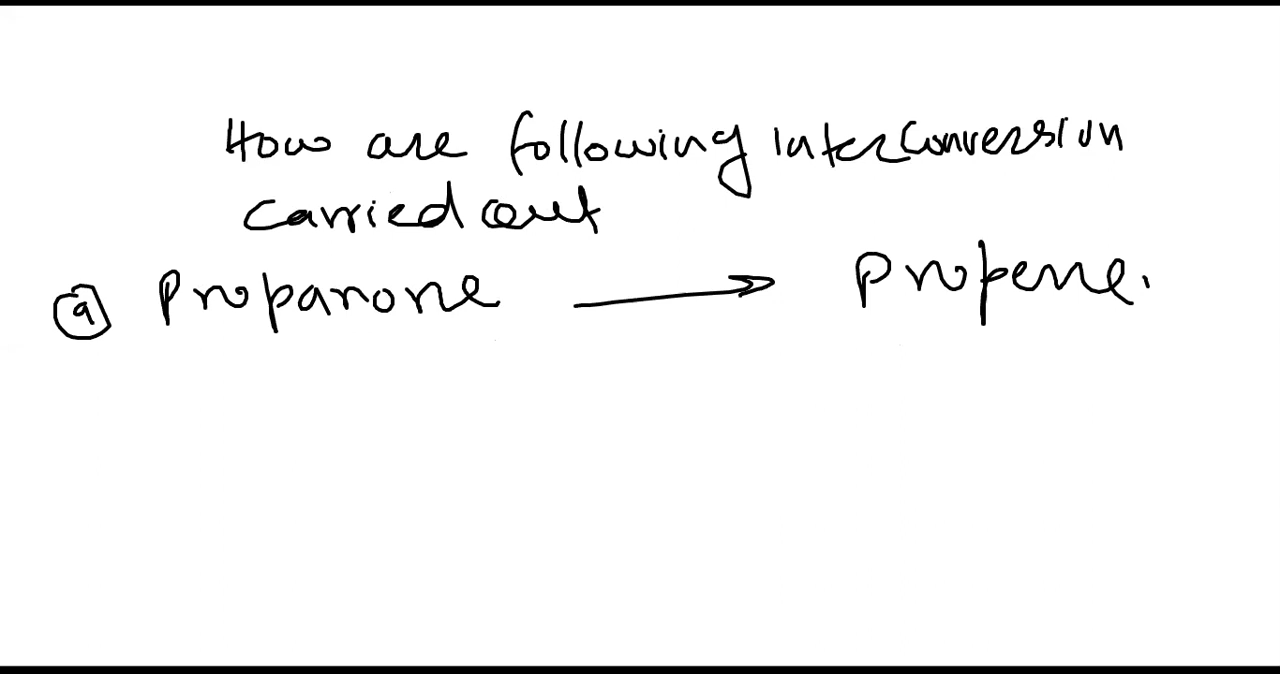 How are following interconversion
carried out
(a) Propanone → Propene.